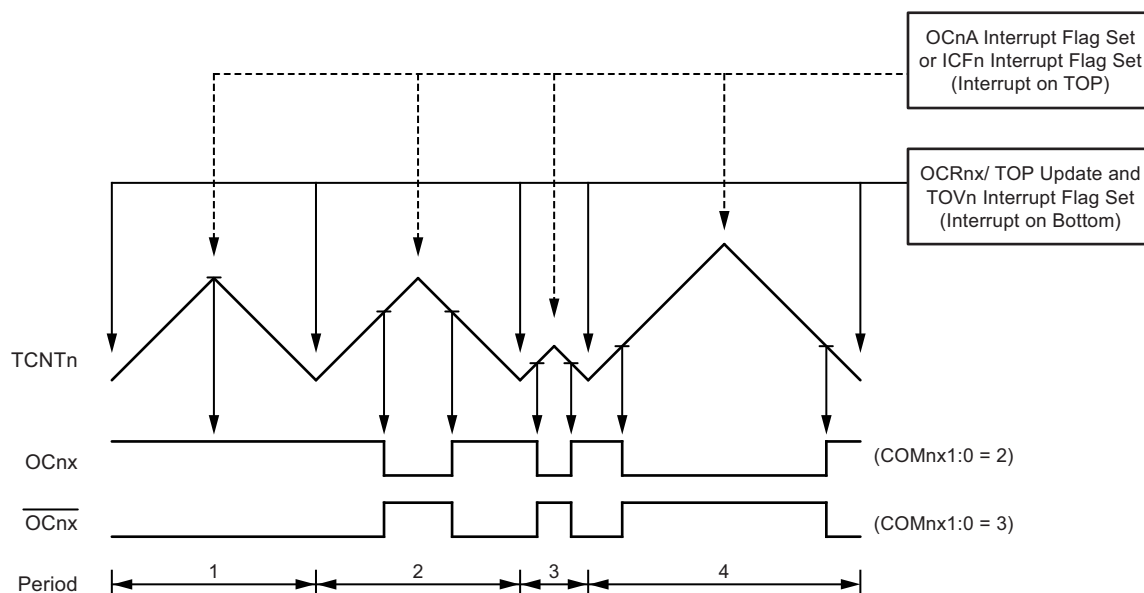 OCnA Interrupt Flag Set
or ICFn Interrupt Flag Set
(Interrupt on TOP)
OCRnx/ TOP Update and
TOVn Interrupt Flag Set
(Interrupt on Bottom)
TCNTn
OCnx
(COMnx1:0 = 2)
OCnx
(COMnx1:0 = 3)
Period
1
2
3
4